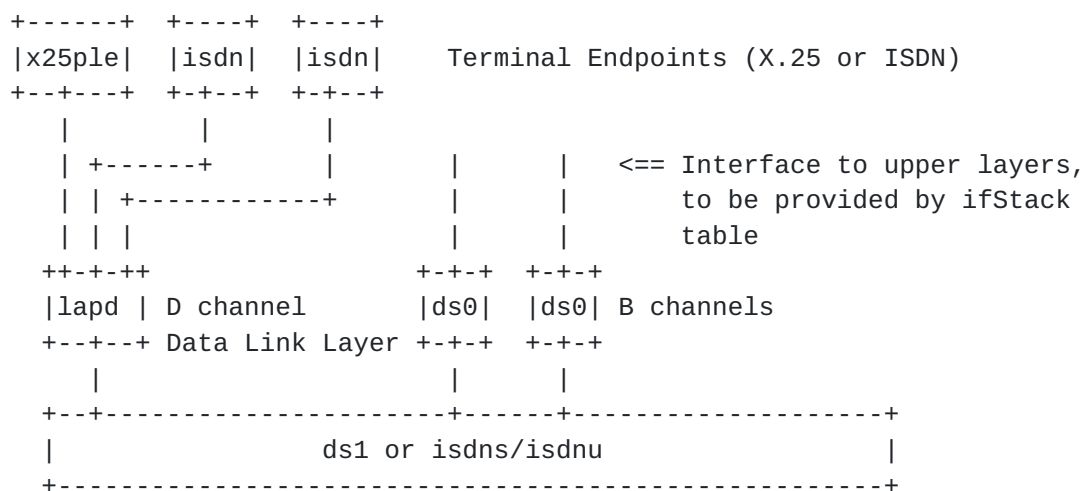 +------+  +----+  +----+
|x25ple|  |isdn|  |isdn|    Terminal Endpoints (X.25 or ISDN)
+--+---+  +-+--+  +-+--+
   |        |       |
   | +------+       |       |      |   <== Interface to upper layers,
   | | +------------+       |      |       to be provided by ifStack
   | | |                    |      |       table
  ++-+-++                 +-+-+  +-+-+
  |lapd | D channel       |ds0|  |ds0| B channels
  +--+--+ Data Link Layer +-+-+  +-+-+
     |                      |      |
  +--+----------------------+------+--------------------+
  |                 ds1 or isdns/isdnu                  |
  +-----------------------------------------------------+